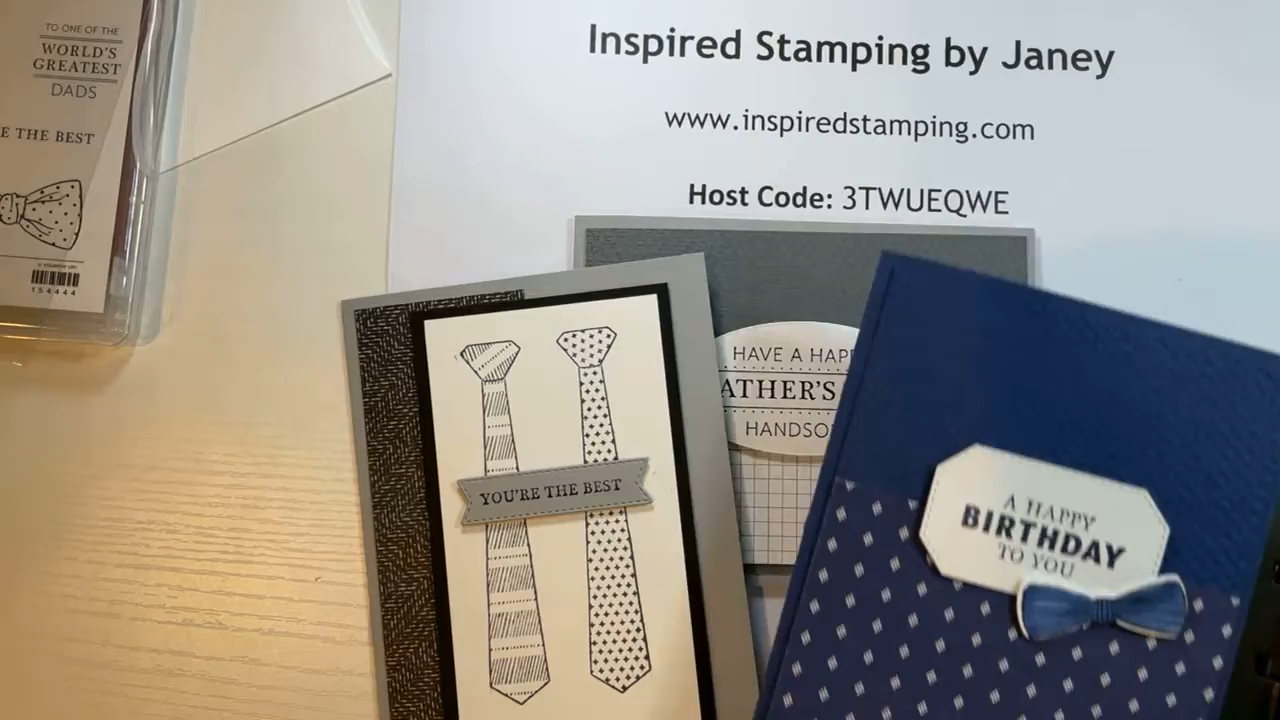 TO ONE OF THE
WORLD'S
GREATEST
DADS
E THE BEST
154444
Inspired Stamping by Janey
www.inspiredstamping.com
Host Code: 3TWUEQWE
HAVE A HAP
ATHER'S
HANDSO
YOU'RE THE BEST
A HAPPY
BIRTHDAY
TO YOU